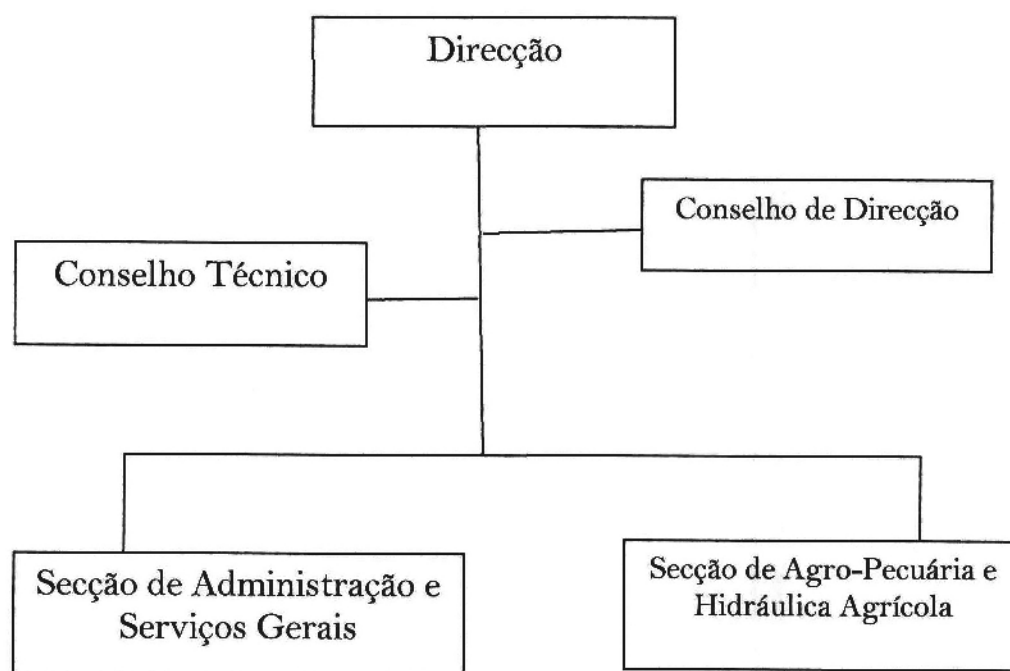 Direcção
Conselho de Direcção
Conselho Técnico
Secção de Administração e
Serviços Gerais
Secção de Agro-Pecuária e
Hidráulica Agrícola